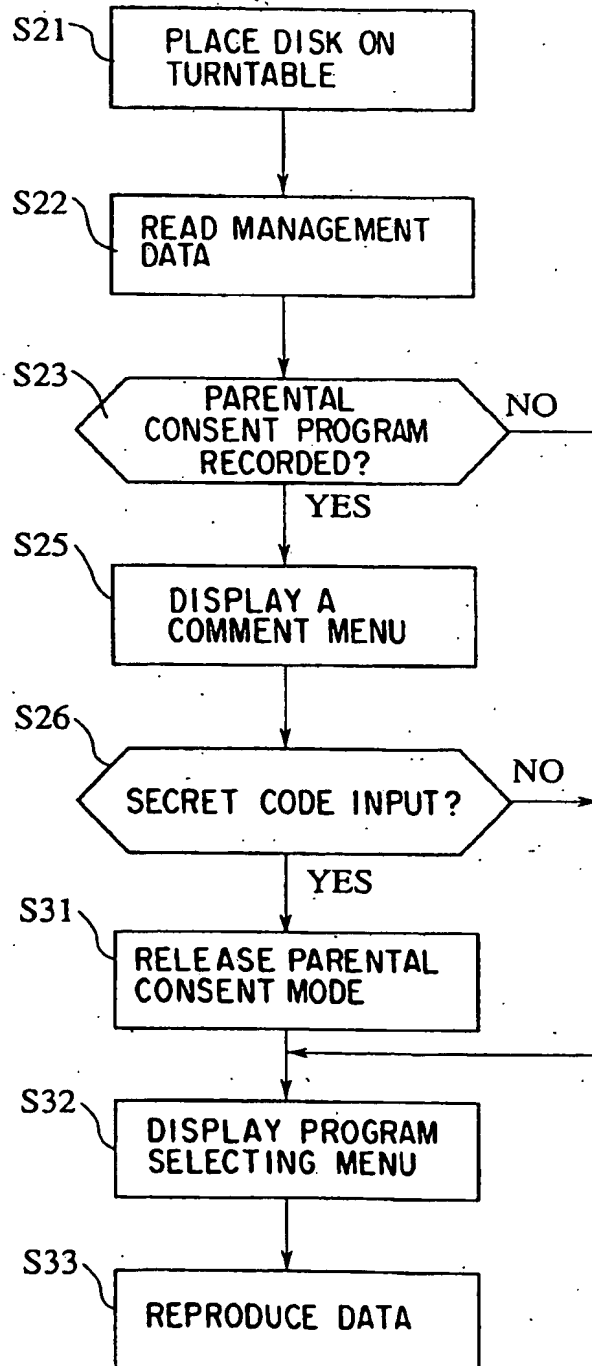 S21
PLACE DISK ON
TURNTABLE
S22
READ MANAGEMENT
DATA
S23
PARENTAL
CONSENT PROGRAM
RECORDED?
NO
YES
S25
DISPLAY A
COMMENT MENU
S26
SECRET CODE INPUT?
NO
YES
S31
RELEASE PARENTAL
CONSENT MODE
S32
DISPLAY PROGRAM
SELECTING MENU
S33
REPRODUCE DATA